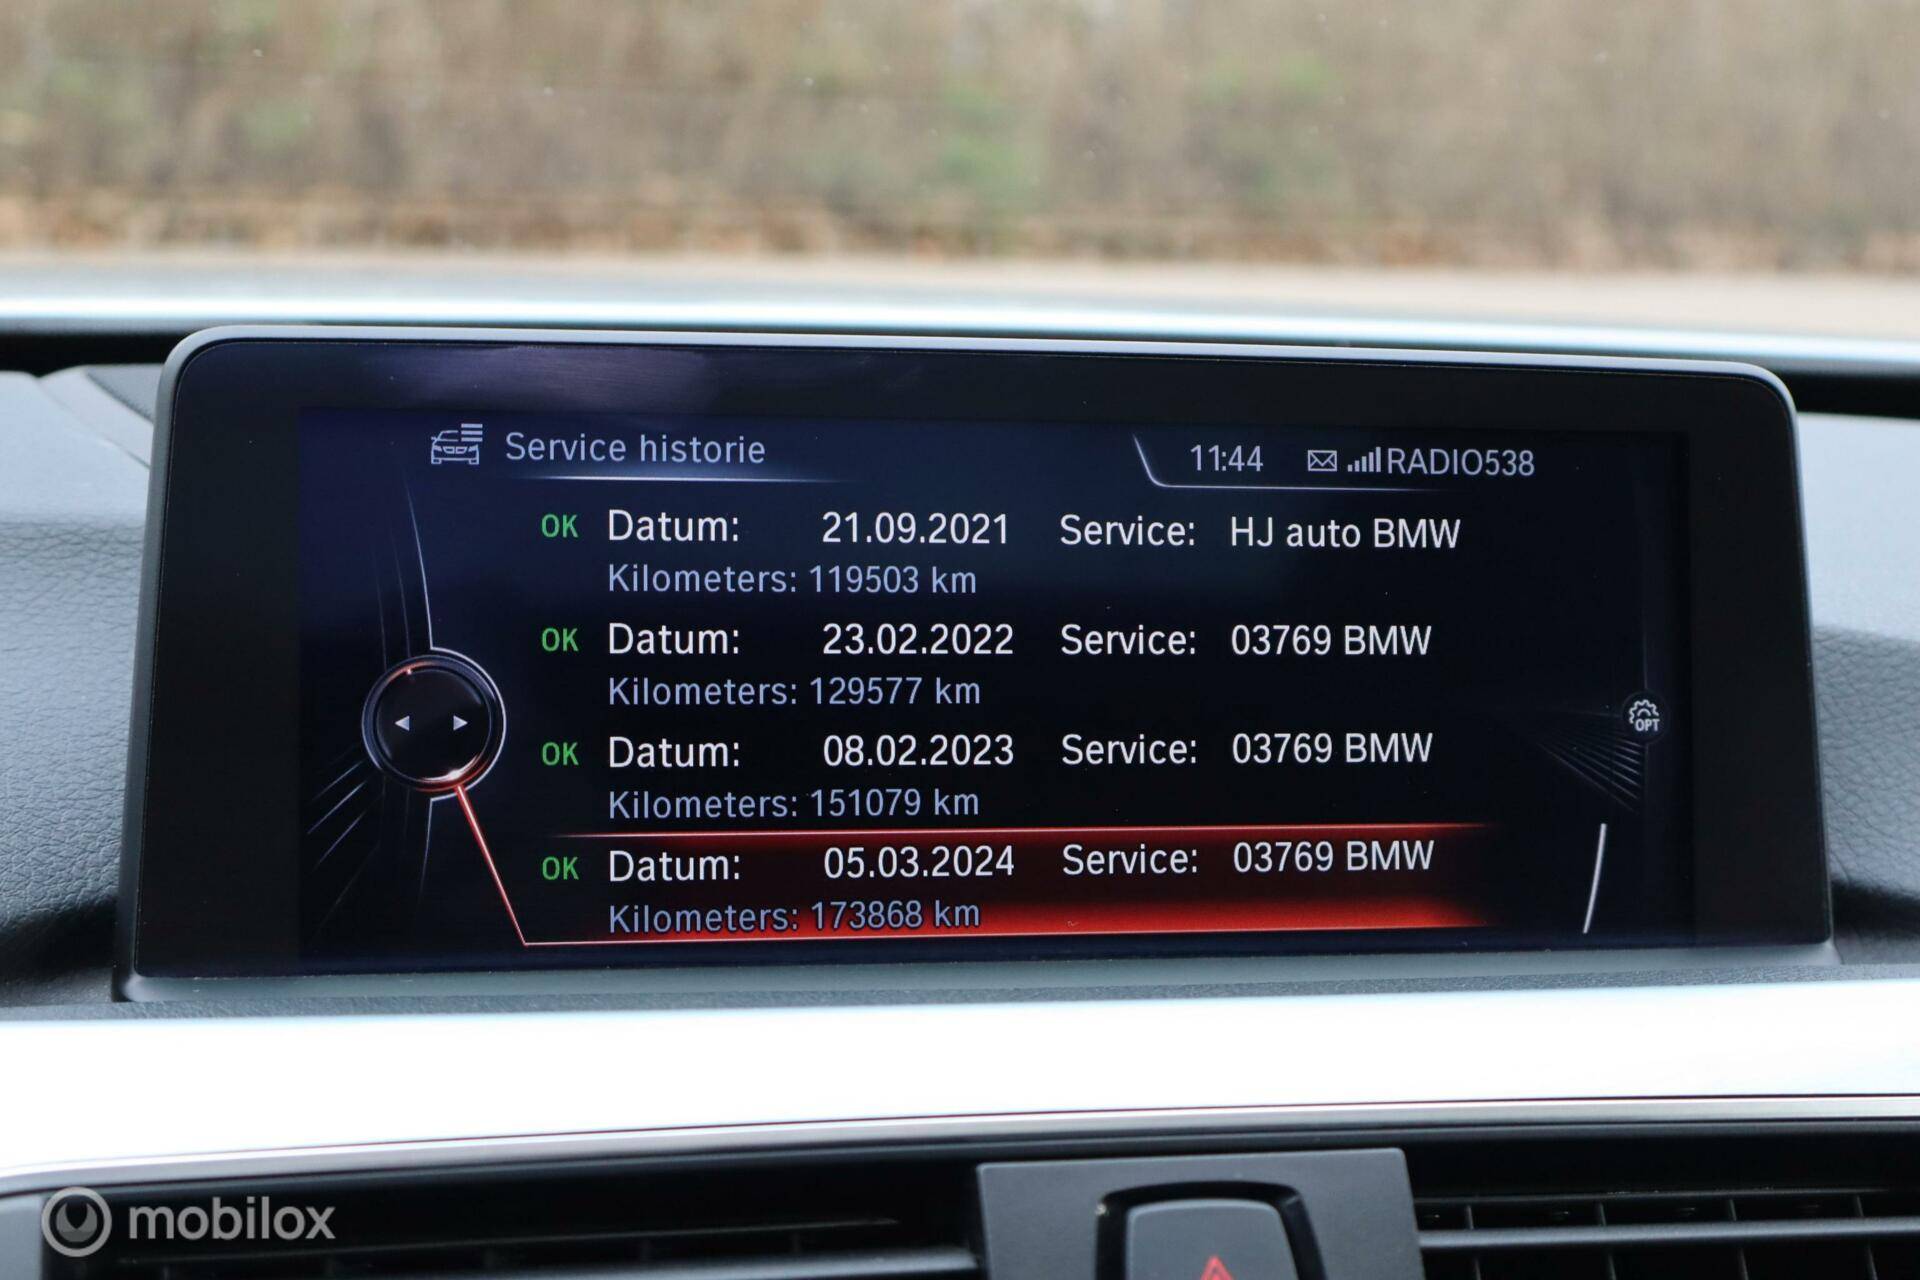 Service historie
11:44 RADIO538
OK Datum: 21.09.2021 Service: HJ auto BMW
Kilometers: 119503 km
OK Datum: 23.02.2022 Service: 03769 BMW
Kilometers: 129577 km
OK Datum: 08.02.2023 Service: 03769 BMW
Kilometers: 151079 km
OK Datum: 05.03.2024 Service: 03769 BMW
Kilometers: 173868 km
OPT
mobilox